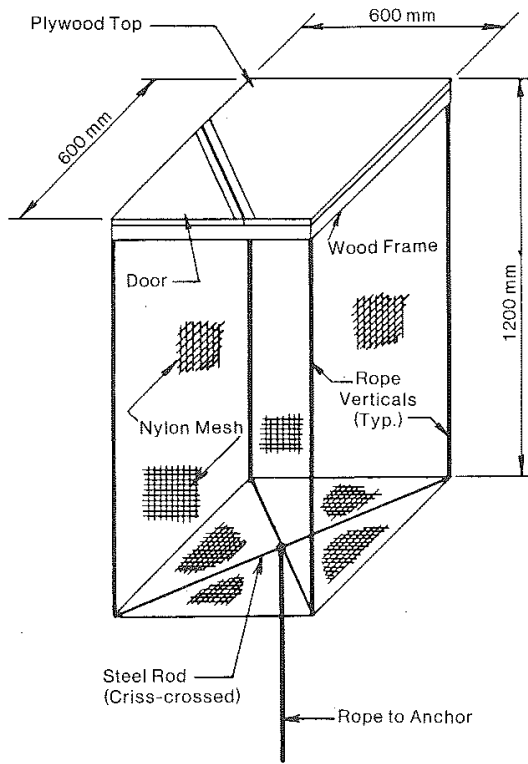 Plywood Top
600 mm
600 mm
Wood Frame
Door
1200 mm
Rope
Verticals
(Typ.)
Nylon Mesh
Steel Rod
(Criss-crossed)
Rope to Anchor